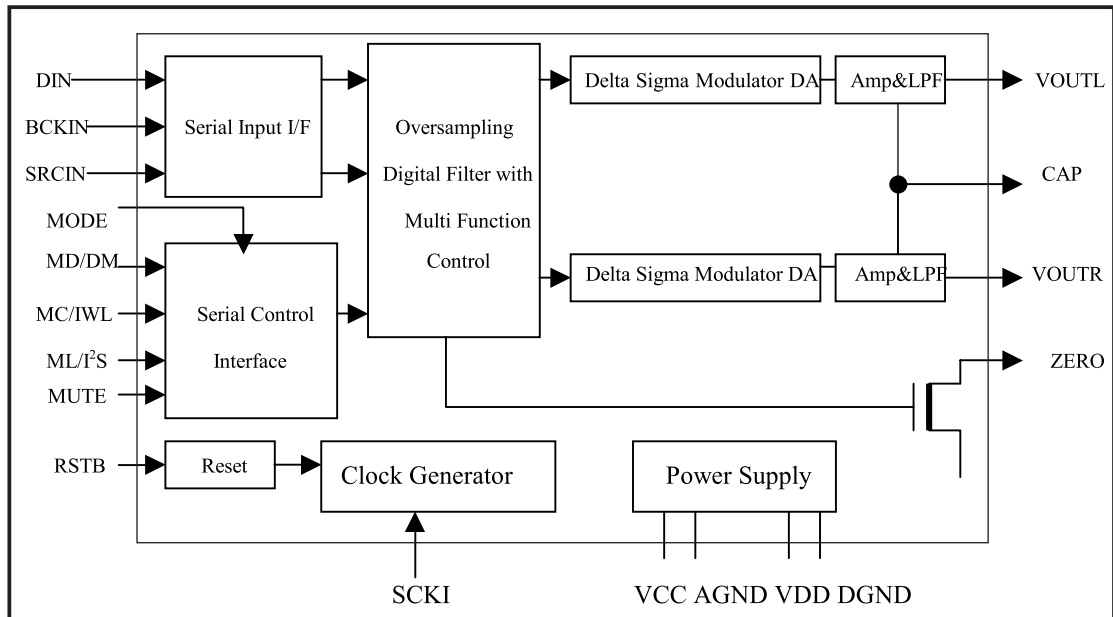 DIN
BCKIN
SRCIN
MODE
MD/DM
MC/IWL
ML/I²S
MUTE
RSTB
Serial Input I/F
Serial Control
Interface
Reset
Clock Generator
SCKI
Oversampling
Digital Filter with
Multi Function
Control
Delta Sigma Modulator DA
Amp&LPF
VOUTL
CAP
Delta Sigma Modulator DA
Amp&LPF
VOUTR
ZERO
Power Supply
VCC AGND VDD DGND